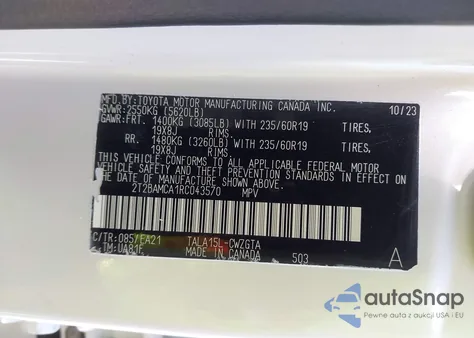 MFD.BY:TOYOTA MOTOR MANUFACTURING CANADA INC. 10/23
GVWR: 2550KG (5620LB)
GAWR:FRT. 1400KG (3085LB) WITH 235/60R19 TIRES,
19X8J RIMS.
RR. 1480KG (3260LB) WITH 235/60R19 TIRES,
19X8J RIMS.
THIS VEHICLE CONFORMS TO ALL APPLICABLE FEDERAL MOTOR
VEHICLE SAFETY AND THEFT PREVENTION STANDARDS IN EFFECT ON
THE DATE OF MANUFACTURE SHOWN ABOVE.
2T2BAMCA1RC043570 MPV
C/TR:085/EA21 TALA15L-CWZGTA A
TM:UA81F MADE IN CANADA 503
autoSnap
Pewne auta z aukcji USA i EU